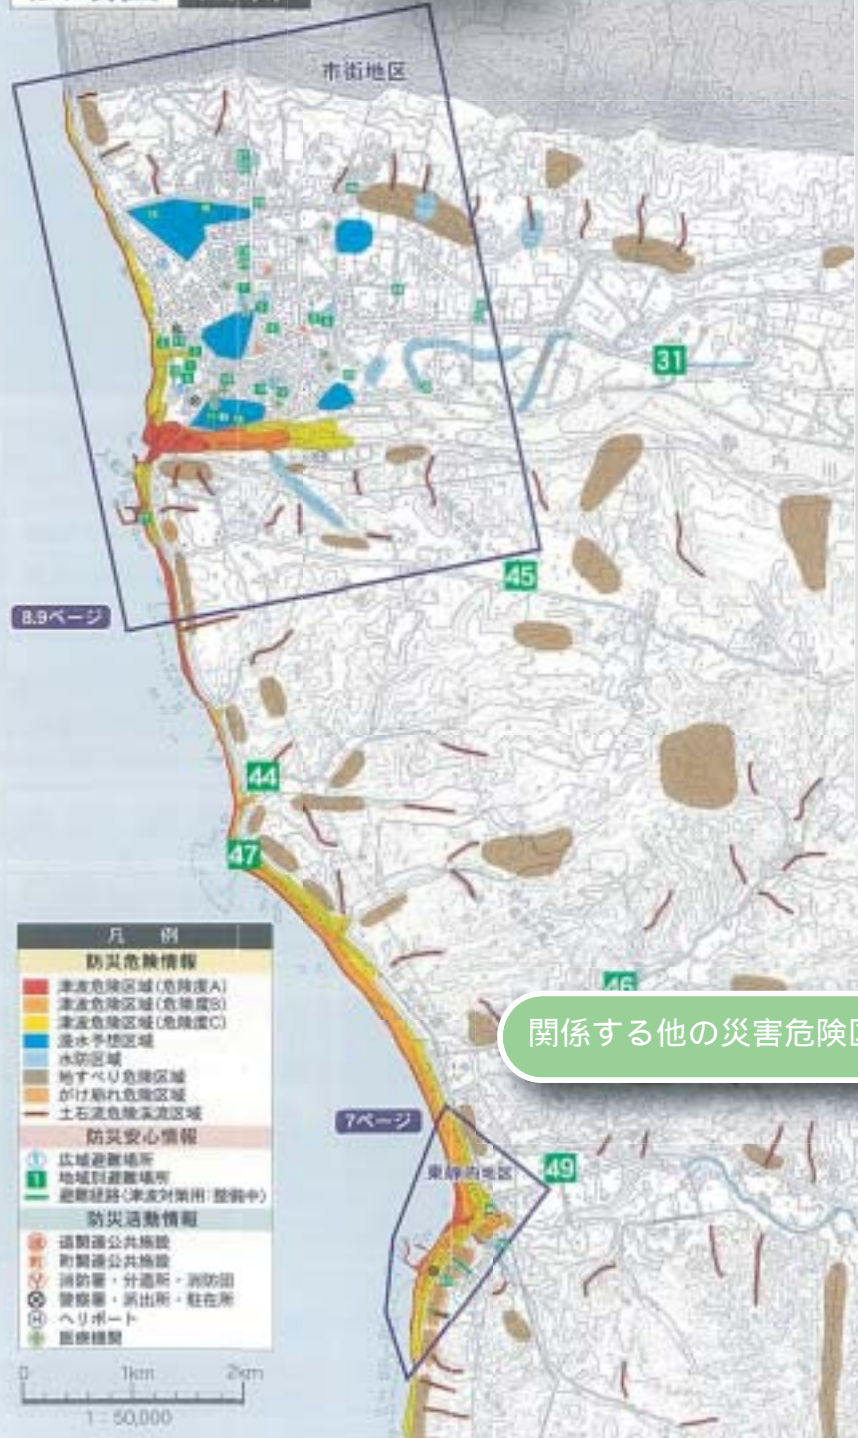 市街地区
31
45
8.9ページ
44
47
46
関係する他の災害危険区
7ページ
東静内地区
49
凡 例
防災危険情報
津波危険区域(危険度A)
津波危険区域(危険度B)
津波危険区域(危険度C)
浸水予想区域
水防区域
地すべり危険区域
がけ崩れ危険区域
土石流危険渓流区域
防災安心情報
広域避難場所
1 地域別避難場所
避難経路(津波対策用:整備中)
防災活動情報
道関連公共施設
町 町関連公共施設
消防署・分遣所・消防団
警察署・派出所・駐在所
H ヘリポート
医療機関
0 1km 2km
1:50,000